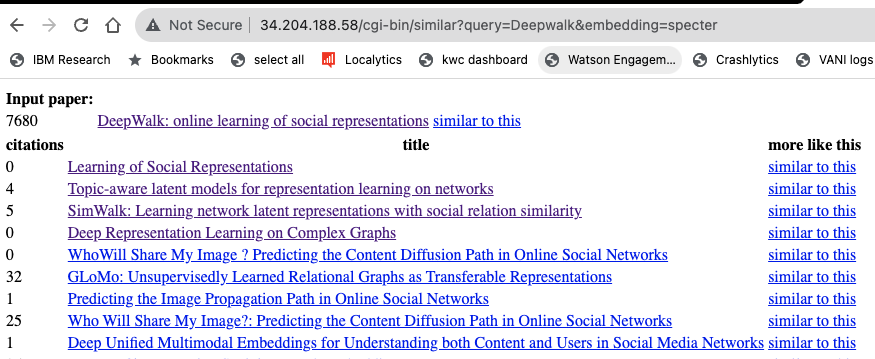 Not Secure 34.204.188.58/cgi-bin/similar?query=Deepwalk&embedding=specter
IBM Research Bookmarks select all Localytics kwc dashboard Watson Engagem... Crashlytics VANI logs
Input paper:
7680 DeepWalk: online learning of social representations similar to this
citations title more like this
0 Learning of Social Representations similar to this
4 Topic-aware latent models for representation learning on networks similar to this
5 SimWalk: Learning network latent representations with social relation similarity similar to this
0 Deep Representation Learning on Complex Graphs similar to this
0 WhoWill Share My Image ? Predicting the Content Diffusion Path in Online Social Networks similar to this
32 GLoMo: Unsupervisedly Learned Relational Graphs as Transferable Representations similar to this
1 Predicting the Image Propagation Path in Online Social Networks similar to this
25 Who Will Share My Image?: Predicting the Content Diffusion Path in Online Social Networks similar to this
1 Deep Unified Multimodal Embeddings for Understanding both Content and Users in Social Media Networks similar to this